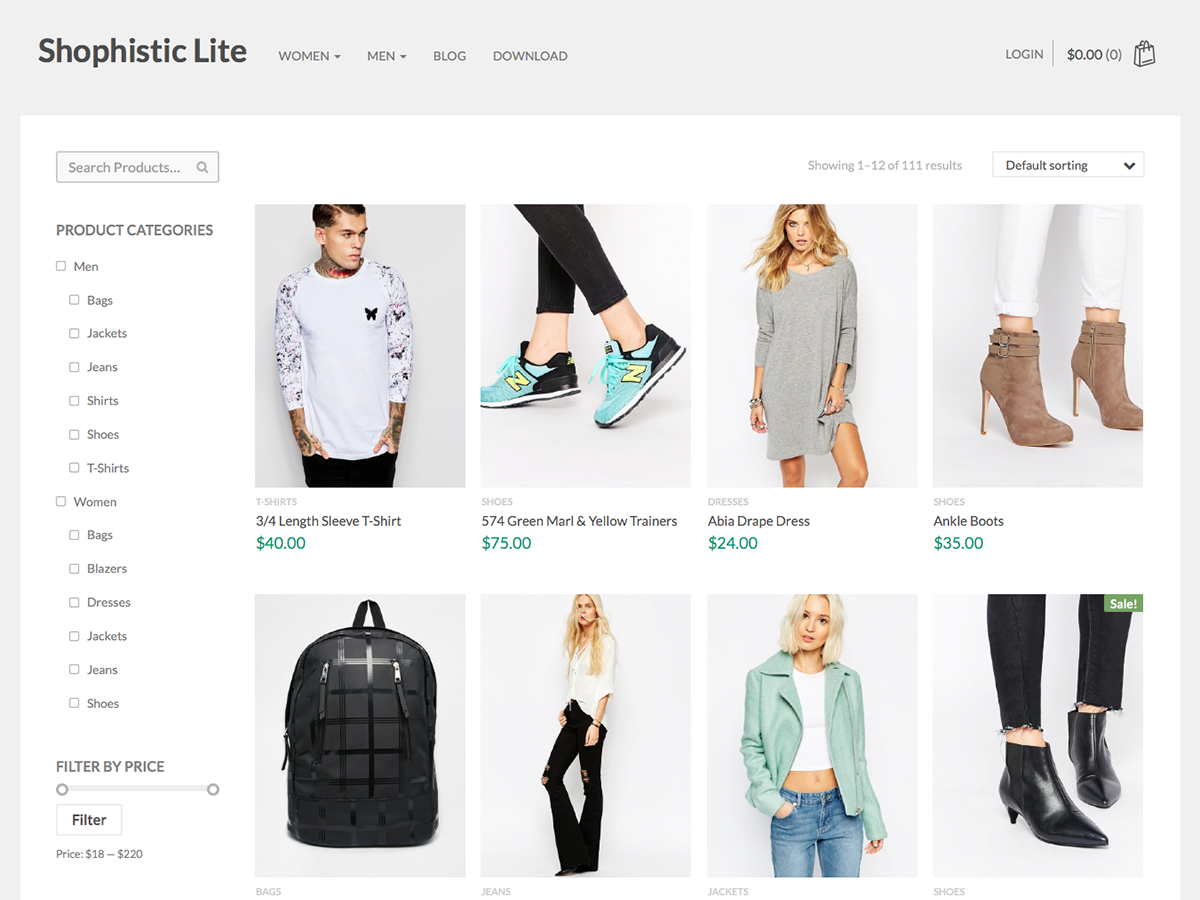 Shophistic Lite
WOMEN
MEN
BLOG
DOWNLOAD
LOGIN
$0.00 (0)
Search Products...
Showing 1–12 of 111 results
Default sorting
PRODUCT CATEGORIES
Men
Bags
Jackets
Jeans
Shirts
Shoes
T-Shirts
Women
Bags
Blazers
Dresses
Jackets
Jeans
Shoes
FILTER BY PRICE
Filter
Price: $18 — $220
N
N
T-SHIRTS
3/4 Length Sleeve T-Shirt
$40.00
SHOES
574 Green Marl & Yellow Trainers
$75.00
DRESSES
Abia Drape Dress
$24.00
SHOES
Ankle Boots
$35.00
Sale!
BAGS
JEANS
JACKETS
SHOES